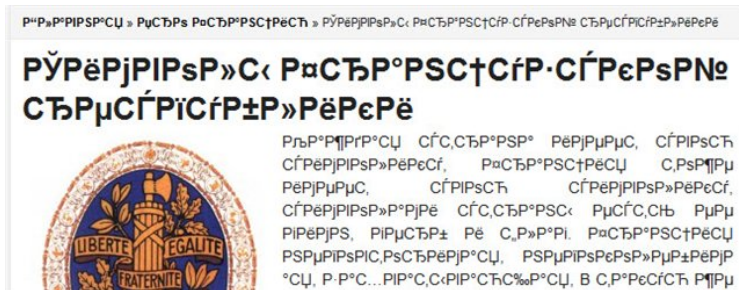 Р“Р»Р°РІРЅР°СЏ » РџСЂРѕ Р¤СЂР°РЅС†РёСЋ » РЎРёРјРІРѕР»С‹ Р¤СЂР°РЅС†СѓР·СЃРєРѕР№ СЂРµСЃРїСѓР±Р»РёРєРё
РЎРёРјРІРѕР»С‹ Р¤СЂР°РЅС†СѓР·СЃРєРѕР№
СЂРµСЃРїСѓР±Р»РёРєРё
РљР°Р¶РґР°СЏ СЃС‚СЂР°РЅР° РёРјРµРµС‚ СЃРІРѕСЋ
СЃРёРјРІРѕР»РёРєСѓ, Р¤СЂР°РЅС†РёСЏ С‚РѕР¶Рµ
РёРјРµРµС‚ СЃРІРѕСЋ СЃРёРјРІРѕР»РёРєСѓ,
СЃРёРјРІРѕР»Р°РјРё СЃС‚СЂР°РЅС‹ РµСЃС‚СЊ РµРµ
РіРёРјРЅ, РіРµСЂР± Рё С„Р»Р°Рі. Р¤СЂР°РЅС†РёСЏ
РЅРµРїРѕРІС‚РѕСЂРёРјР°СЏ, РЅРµРїРѕРєРѕР»РµР±РёРјР
°СЏ, Р·Р°С…РІР°С‚С‹РІР°СЋС‰Р°СЏ, В С‚Р°РєСѓСЋ Р¶Рµ
LIBERTE
EGALITE
FRATERNITE